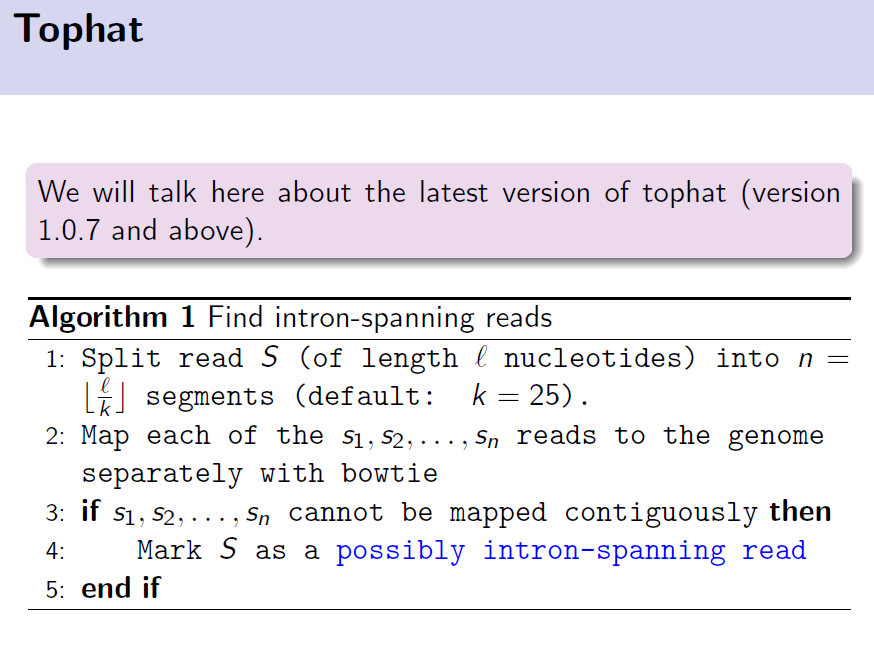 Tophat
We will talk here about the latest version of tophat (version
1.0.7 and above).
Algorithm 1 Find intron-spanning reads
1: Split read S (of length ℓ nucleotides) into n =
⌊ℓ/k⌋ segments (default: k = 25).
2: Map each of the s₁, s₂, . . . , sₙ reads to the genome
separately with bowtie
3: if s₁, s₂, . . . , sₙ cannot be mapped contiguously then
4: Mark S as a possibly intron-spanning read
5: end if